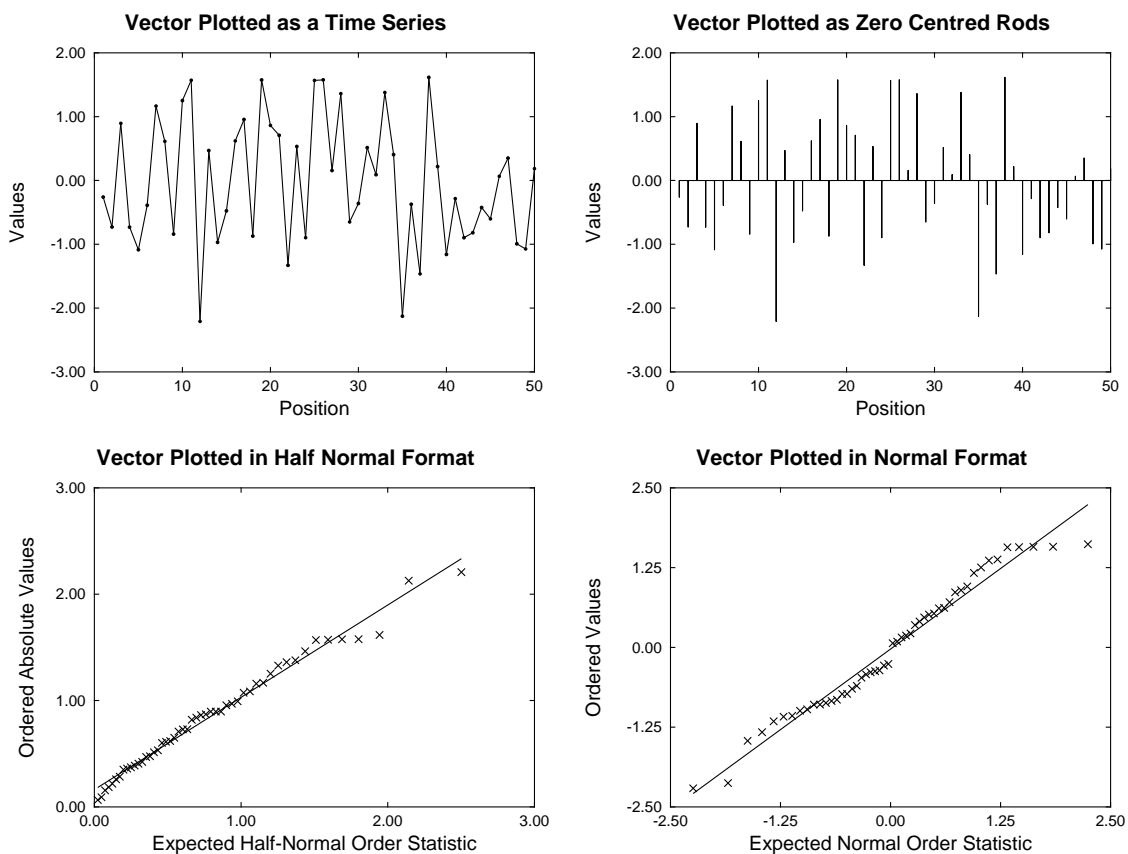 Vector Plotted as a Time Series
2.00
1.00
0.00
-1.00
-2.00
-3.00
Values
0 10 20 30 40 50
Position
Vector Plotted as Zero Centred Rods
2.00
1.00
0.00
-1.00
-2.00
-3.00
Values
0 10 20 30 40 50
Position
Vector Plotted in Half Normal Format
3.00
2.00
1.00
0.00
Ordered Absolute Values
0.00 1.00 2.00 3.00
Expected Half-Normal Order Statistic
Vector Plotted in Normal Format
2.50
1.25
0.00
-1.25
-2.50
Ordered Values
-2.50 -1.25 0.00 1.25 2.50
Expected Normal Order Statistic